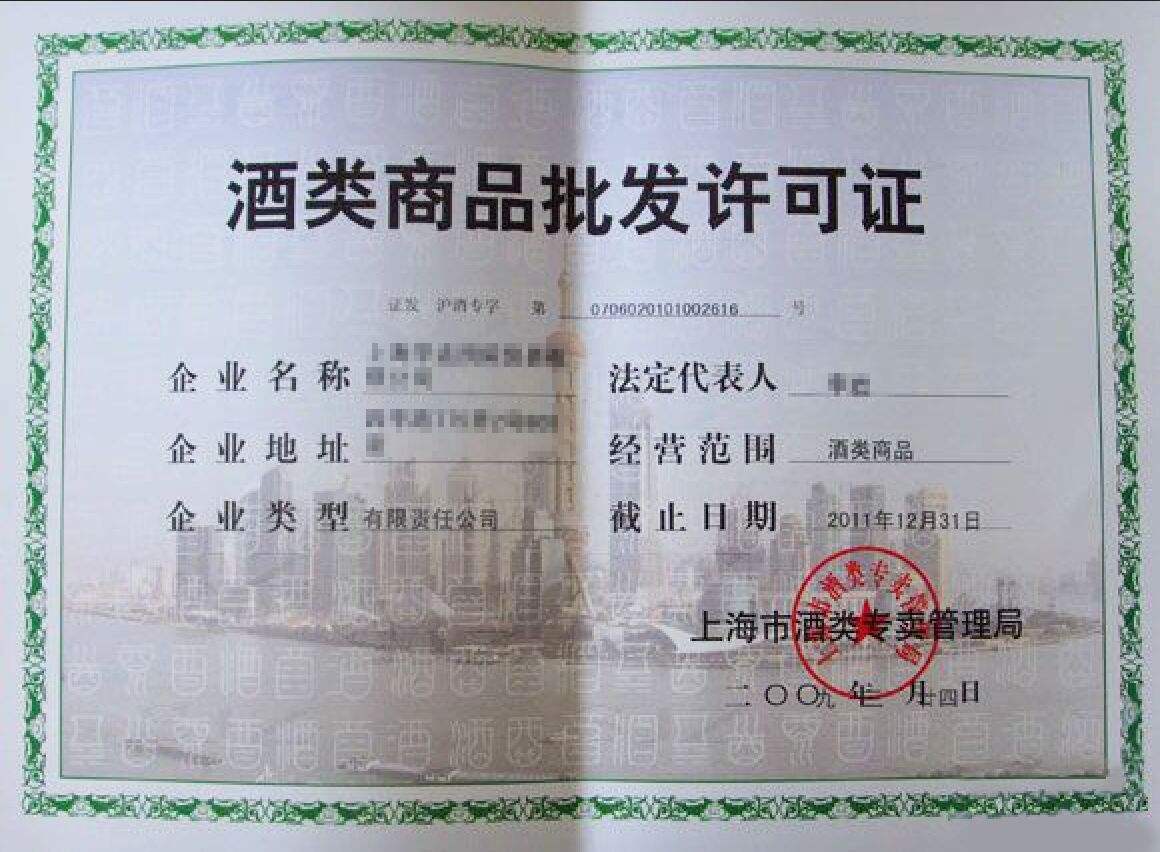 酒类商品批发许可证
证发 沪酒专字 第 0706020101002616 号
企业名称
法定代表人
企业地址
经营范围 酒类商品
企业类型 有限责任公司
截止日期 2011年12月31日
上海市酒类专卖管理局
二〇〇九 年 二 月 廿四 日